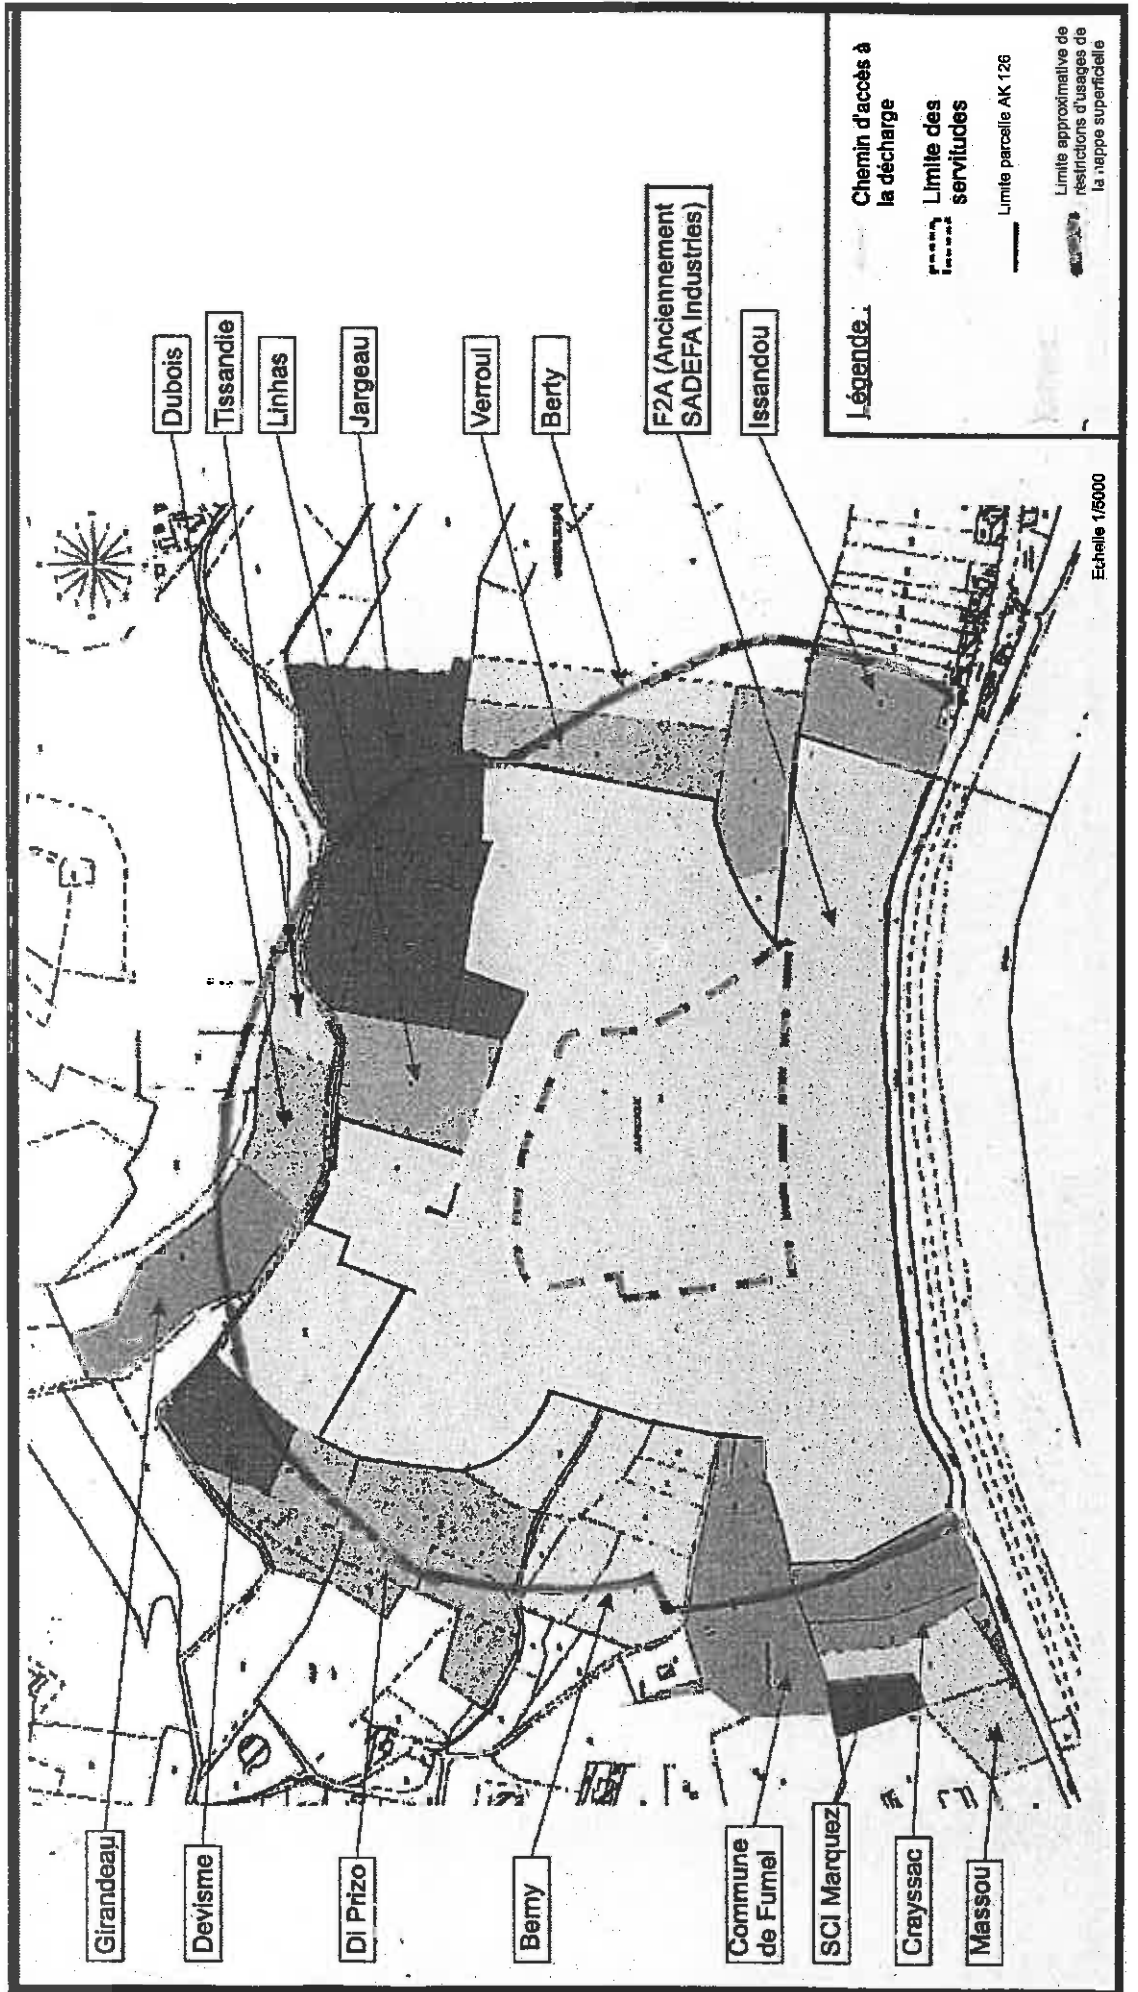 Girandeau
Devisme
Di Prizo
Berny
Commune
de Fumel
SCI Marquez
Crayssac
Massou
Dubois
Tissandie
Linhas
Jargeau
Verroul
Berty
F2A (Anciennement
SADEFA Industries)
Issandou
Légende :
Chemin d'accès à
la décharge
Limite des
servitudes
Limite parcelle AK 126
Limite approximative de
restrictions d'usages de
la nappe superficielle
Echelle 1/5000